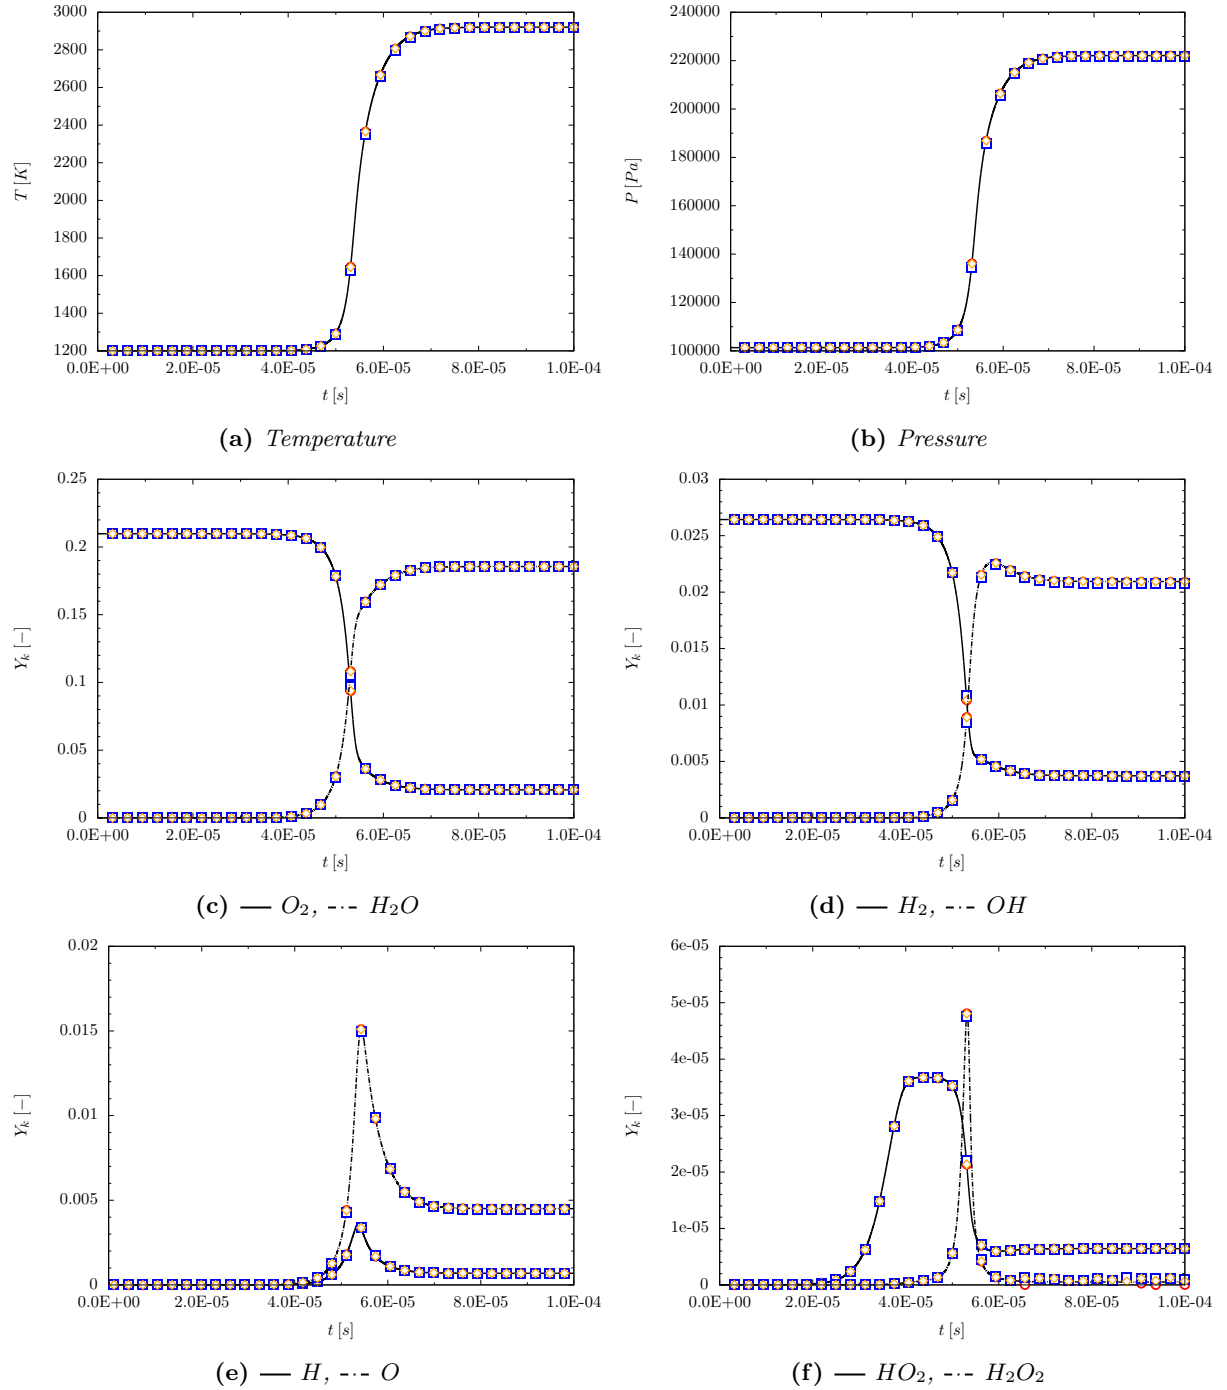 3000
2800
2600
2400
2200
2000
1800
1600
1400
1200
T [K]
0.0E+00 2.0E-05 4.0E-05 6.0E-05 8.0E-05 1.0E-04
t [s]
(a) Temperature
240000
220000
200000
180000
160000
140000
120000
100000
P [Pa]
0.0E+00 2.0E-05 4.0E-05 6.0E-05 8.0E-05 1.0E-04
t [s]
(b) Pressure
0.25
0.2
0.15
0.1
0.05
0
Y_k [−]
0.0E+00 2.0E-05 4.0E-05 6.0E-05 8.0E-05 1.0E-04
t [s]
(c) — O₂, –·– H₂O
0.03
0.025
0.02
0.015
0.01
0.005
0
Y_k [−]
0.0E+00 2.0E-05 4.0E-05 6.0E-05 8.0E-05 1.0E-04
t [s]
(d) — H₂, –·– OH
0.02
0.015
0.01
0.005
0
Y_k [−]
0.0E+00 2.0E-05 4.0E-05 6.0E-05 8.0E-05 1.0E-04
t [s]
(e) — H, –·– O
6e-05
5e-05
4e-05
3e-05
2e-05
1e-05
0
Y_k [−]
0.0E+00 2.0E-05 4.0E-05 6.0E-05 8.0E-05 1.0E-04
t [s]
(f) — HO₂, –·– H₂O₂